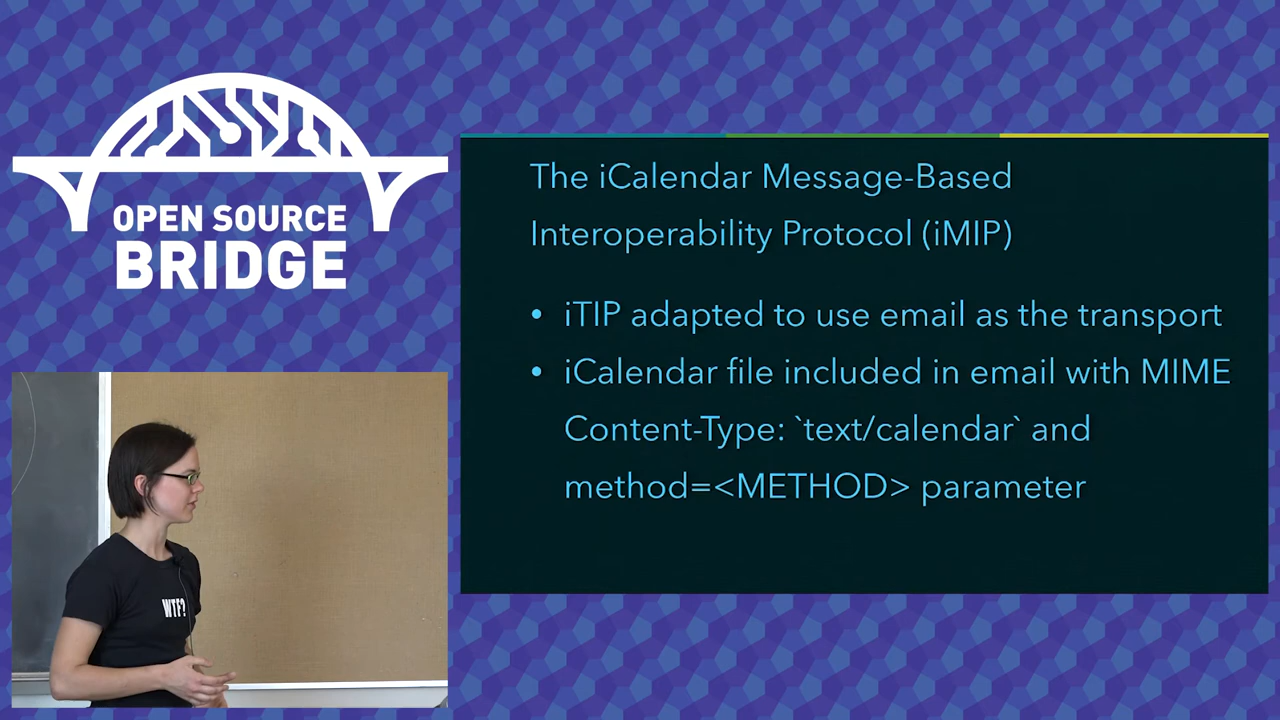 OPEN SOURCE
BRIDGE
The iCalendar Message-Based
Interoperability Protocol (iMIP)
• iTIP adapted to use email as the transport
• iCalendar file included in email with MIME
Content-Type: `text/calendar` and
method=<METHOD> parameter
WTF?